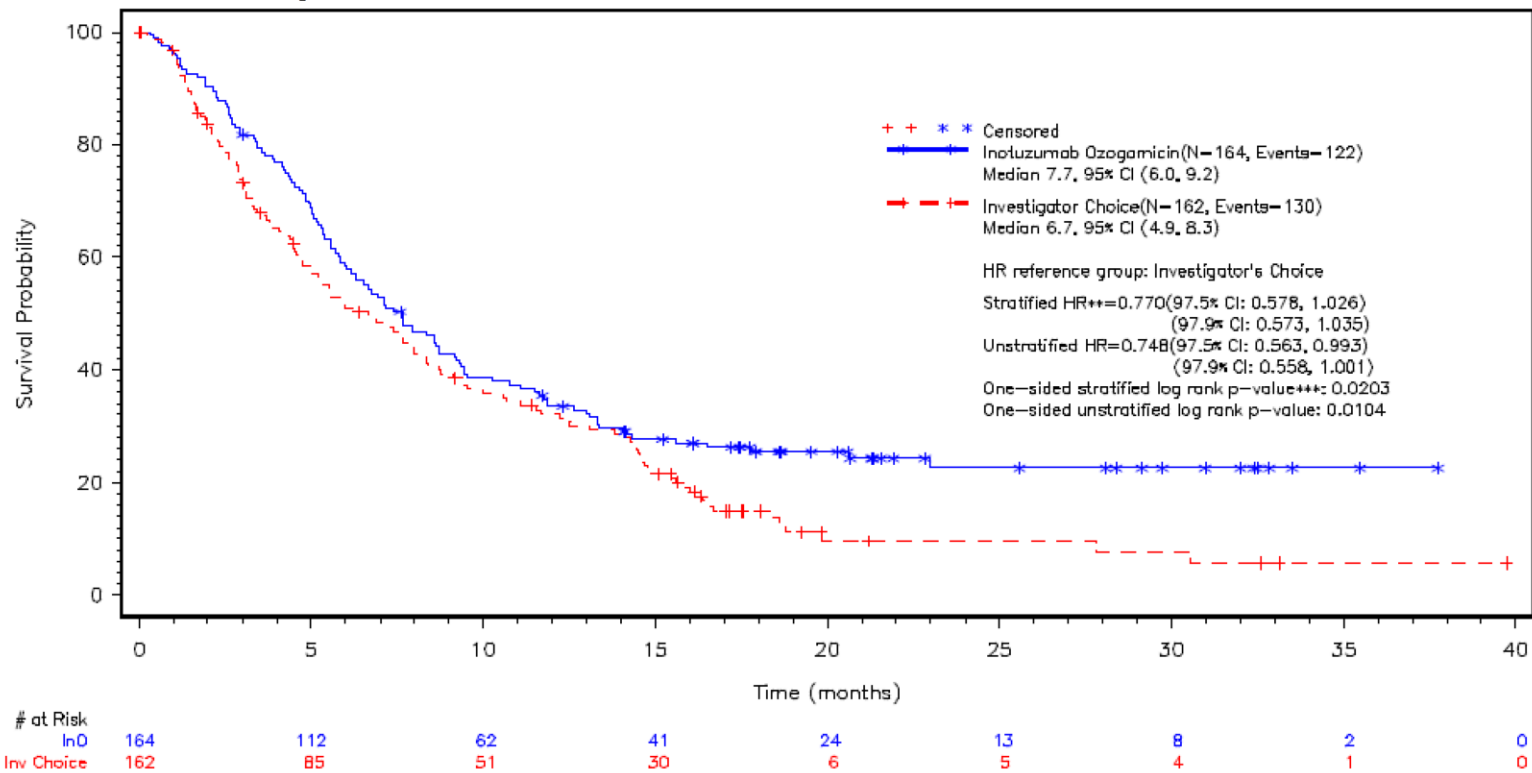 100
80
60
40
20
0
Survival Probability
Censored
Inotuzumab Ozogamicin(N-164, Events-122)
Median 7.7, 95% CI (6.0, 9.2)
Investigator Choice(N-162, Events-130)
Median 6.7, 95% CI (4.9, 8.3)
HR reference group: Investigator's Choice
Stratified HR**=0.770(97.5% CI: 0.578, 1.026)
(97.9% CI: 0.573, 1.035)
Unstratified HR=0.748(97.5% CI: 0.563, 0.993)
(97.9% CI: 0.558, 1.001)
One-sided stratified log rank p-value***: 0.0203
One-sided unstratified log rank p-value: 0.0104
0 5 10 15 20 25 30 35 40
Time (months)
# at Risk
InO 164 112 62 41 24 13 8 2 0
Inv Choice 162 85 51 30 6 5 4 1 0